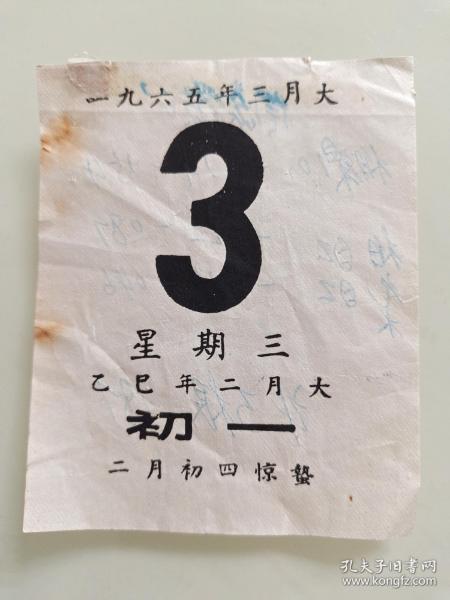 一九六五年三月大
3
星期三
乙巳年二月大
初一
二月初四惊蛰
孔夫子旧书网
www.kongfz.com